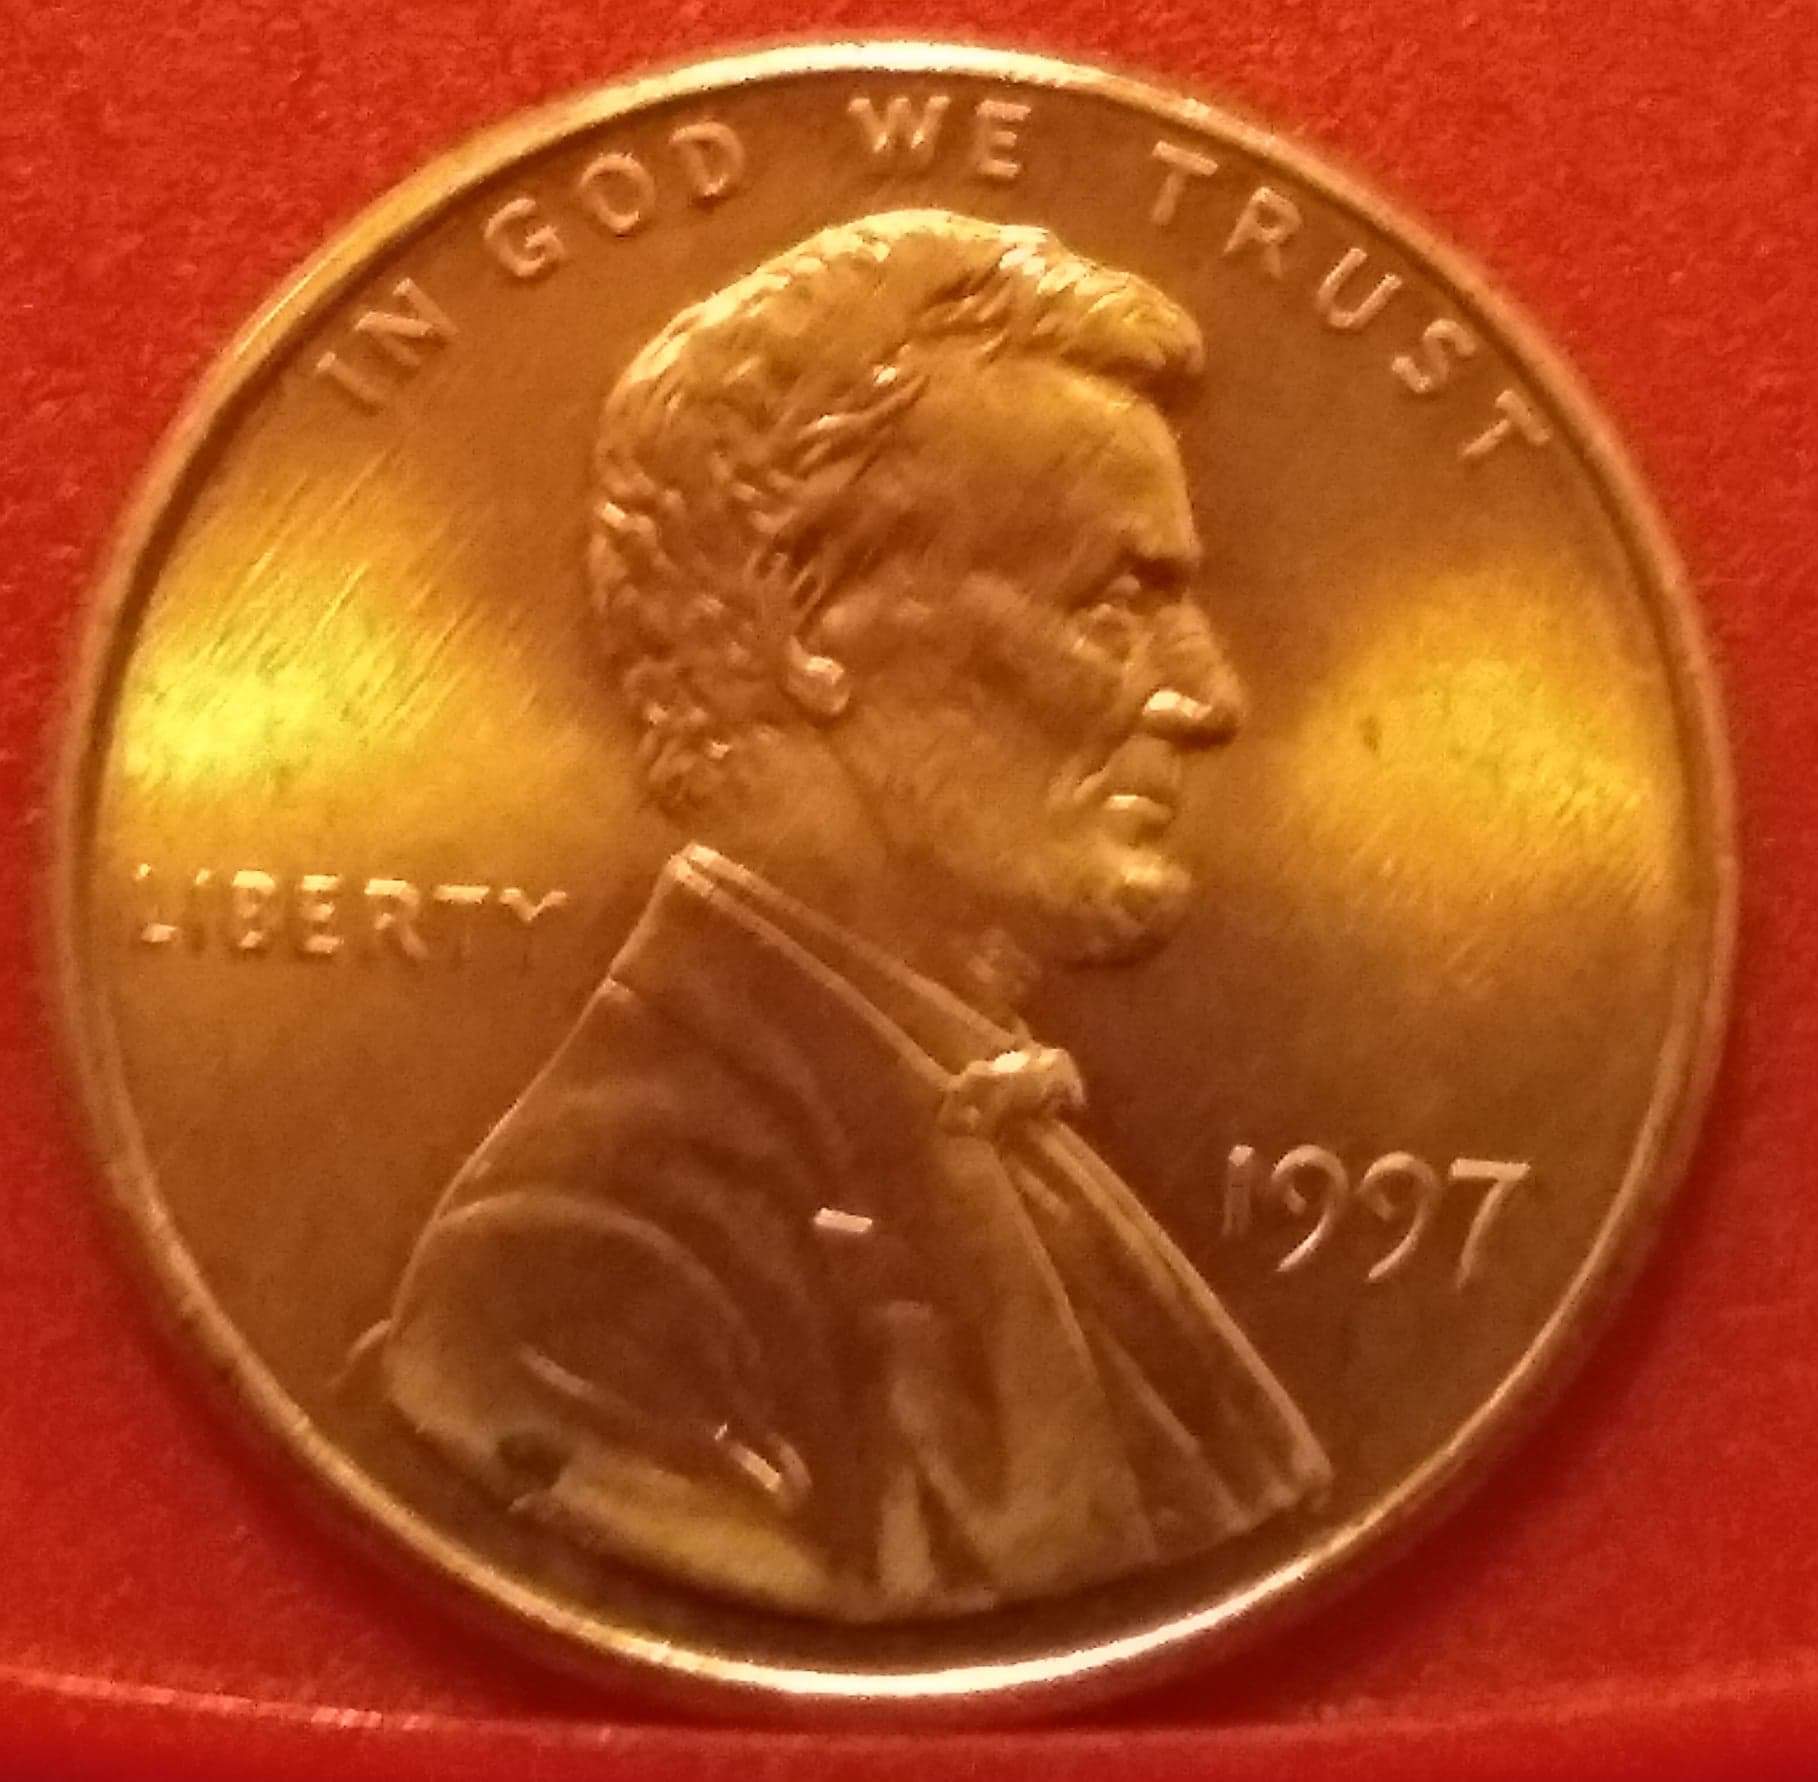 IN GOD WE TRUST
LIBERTY
1997